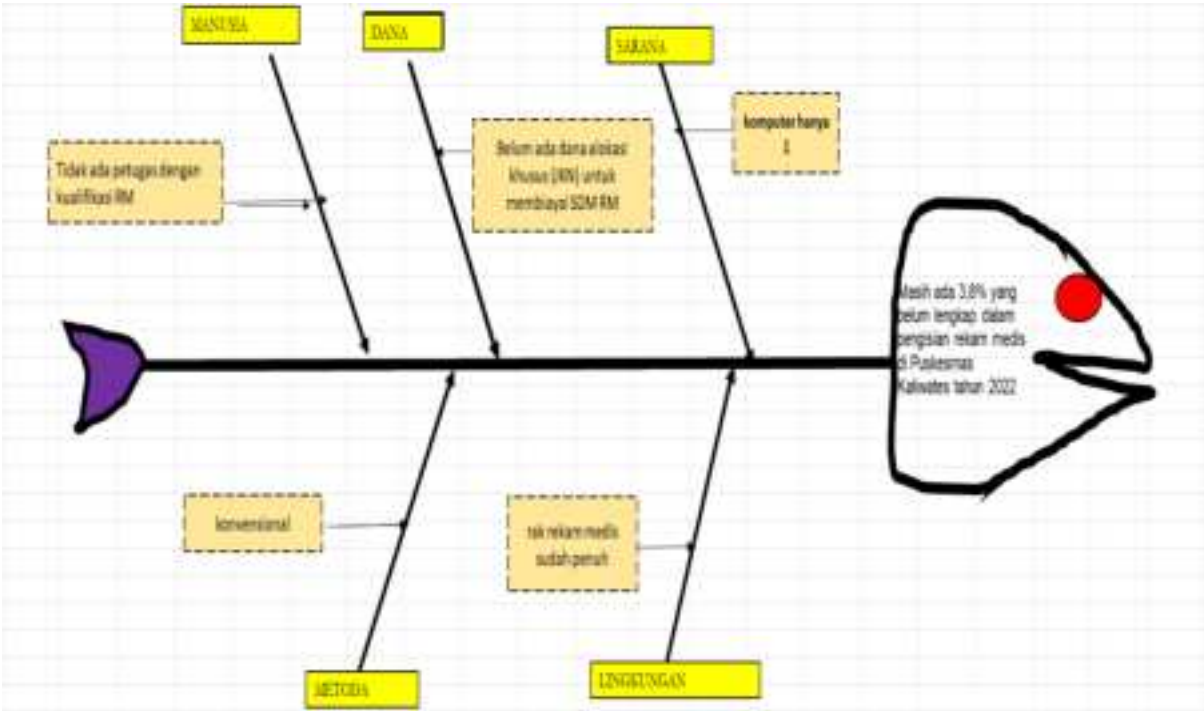 MANUSIA
DANA
SARANA
Tidak ada petugas dengan
kualifikasi RM
Belum ada dana alokasi
khusus (JKN) untuk
membiayai SDM RM
komputer hanya
Masih ada 3.8% yang
belum lengkap dalam
pengisian rekam medis
di Puskesmas
Kaliwates tahun 2022
konvensional
rak rekam medis
sudah penuh
METODA
LINGKUNGAN